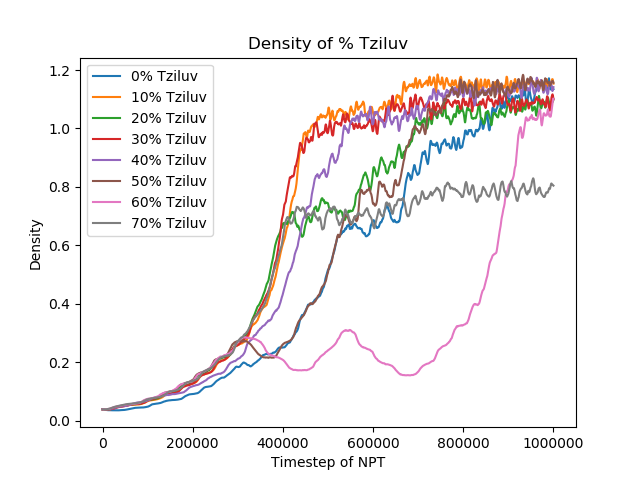 Density of % Tziluv
0% Tziluv
10% Tziluv
20% Tziluv
30% Tziluv
40% Tziluv
50% Tziluv
60% Tziluv
70% Tziluv
Density
1.2
1.0
0.8
0.6
0.4
0.2
0.0
0 200000 400000 600000 800000 1000000
Timestep of NPT